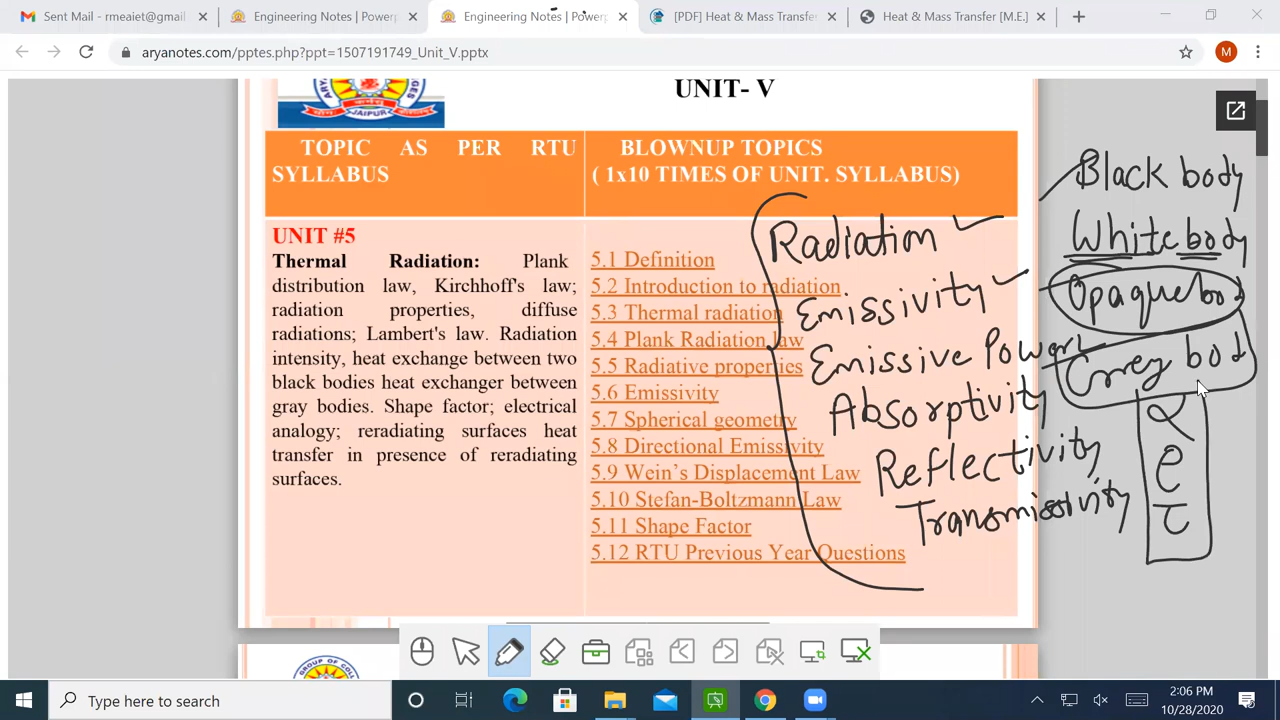 Sent Mail - rmeaiet@gmail
Engineering Notes | Powerp
Engineering Notes | Powerp
[PDF] Heat & Mass Transfer
Heat & Mass Transfer [M.E.]
aryanotes.com/pptes.php?ppt=1507191749_Unit_V.pptx
M
JAIPUR
UNIT- V
TOPIC AS PER RTU
SYLLABUS
BLOWNUP TOPICS
( 1x10 TIMES OF UNIT. SYLLABUS)
UNIT #5
Thermal Radiation: Plank
distribution law, Kirchhoff's law;
radiation properties, diffuse
radiations; Lambert's law. Radiation
intensity, heat exchange between two
black bodies heat exchanger between
gray bodies. Shape factor; electrical
analogy; reradiating surfaces heat
transfer in presence of reradiating
surfaces.
5.1 Definition
5.2 Introduction to radiation
5.3 Thermal radiation
5.4 Plank Radiation law
5.5 Radiative properties
5.6 Emissivity
5.7 Spherical geometry
5.8 Directional Emissivity
5.9 Wein's Displacement Law
5.10 Stefan-Boltzmann Law
5.11 Shape Factor
5.12 RTU Previous Year Questions
Radiation
Emissivity
Emissive Power
Absorptivity
Reflectivity
Transmissivity
Black body
White body
Opaque bod
Grey bod
α
ρ
τ
GROUP OF COL
Type here to search
2:06 PM
10/28/2020